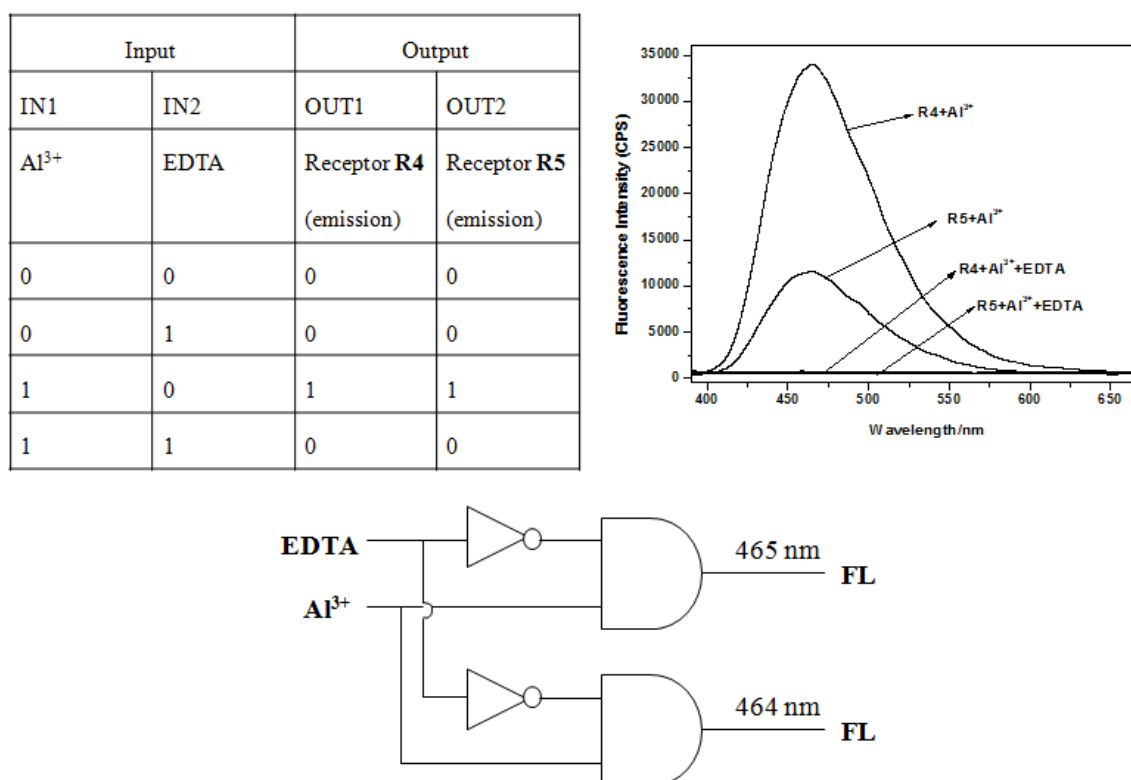 Input Output
IN1 IN2 OUT1 OUT2
Al³⁺ EDTA Receptor R4 Receptor R5
(emission) (emission)
0 0 0 0
0 1 0 0
1 0 1 1
1 1 0 0
35000
30000
25000
20000
15000
10000
5000
0
Fluorescence Intensity (CPS)
R4+Al³⁺
R5+Al³⁺
R4+Al³⁺+EDTA
R5+Al³⁺+EDTA
400 450 500 550 600 650
Wavelength/nm
EDTA
Al³⁺
465 nm
FL
464 nm
FL